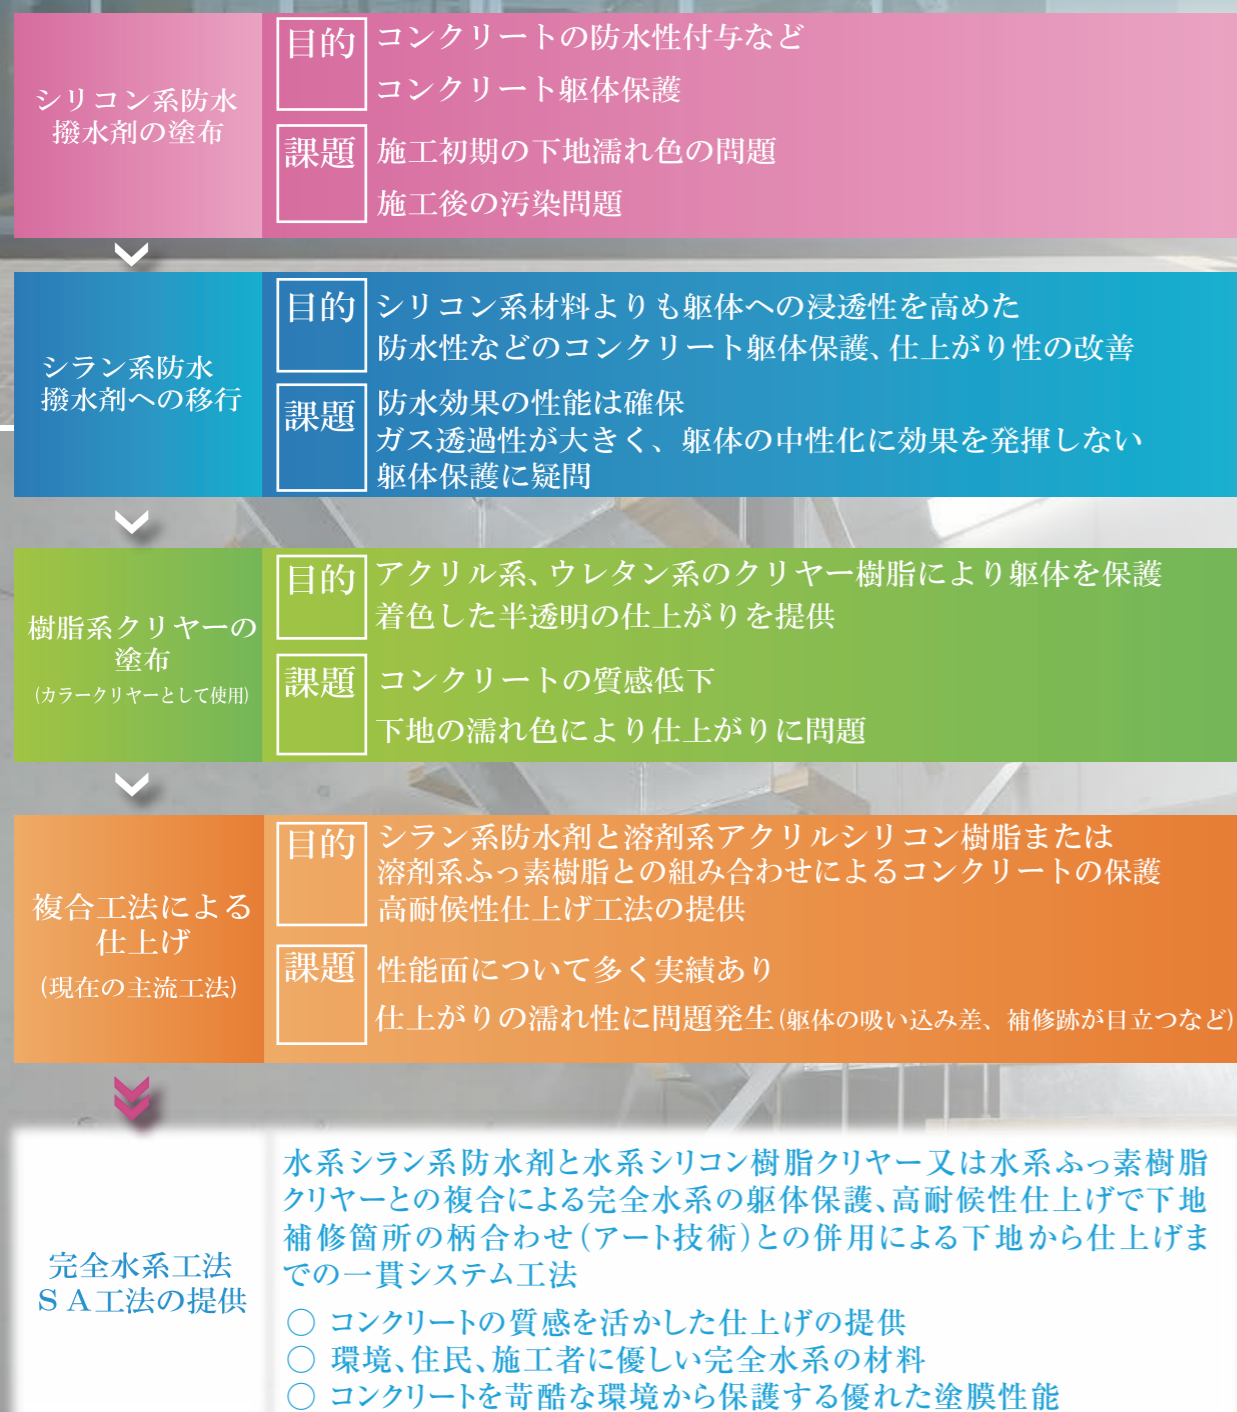 シリコン系防水
撥水剤の塗布
目的
コンクリートの防水性付与など
コンクリート躯体保護
課題
施工初期の下地濡れ色の問題
施工後の汚染問題
シラン系防水
撥水剤への移行
目的
シリコン系材料よりも躯体への浸透性を高めた
防水性などのコンクリート躯体保護、仕上がり性の改善
課題
防水効果の性能は確保
ガス透過性が大きく、躯体の中性化に効果を発揮しない
躯体保護に疑問
樹脂系クリヤーの
塗布
(カラークリヤーとして使用)
目的
アクリル系、ウレタン系のクリヤー樹脂により躯体を保護
着色した半透明の仕上がりを提供
課題
コンクリートの質感低下
下地の濡れ色により仕上がりに問題
複合工法による
仕上げ
(現在の主流工法)
目的
シラン系防水剤と溶剤系アクリルシリコン樹脂または
溶剤系ふっ素樹脂との組み合わせによるコンクリートの保護
高耐候性仕上げ工法の提供
課題
性能面について多く実績あり
仕上がりの濡れ性に問題発生(躯体の吸い込み差、補修跡が目立つなど)
完全水系工法
SA工法の提供
水系シラン系防水剤と水系シリコン樹脂クリヤー又は水系ふっ素樹脂
クリヤーとの複合による完全水系の躯体保護、高耐候性仕上げで下地
補修箇所の柄合わせ(アート技術)との併用による下地から仕上げま
での一貫システム工法
○ コンクリートの質感を活かした仕上げの提供
○ 環境、住民、施工者に優しい完全水系の材料
○ コンクリートを苛酷な環境から保護する優れた塗膜性能